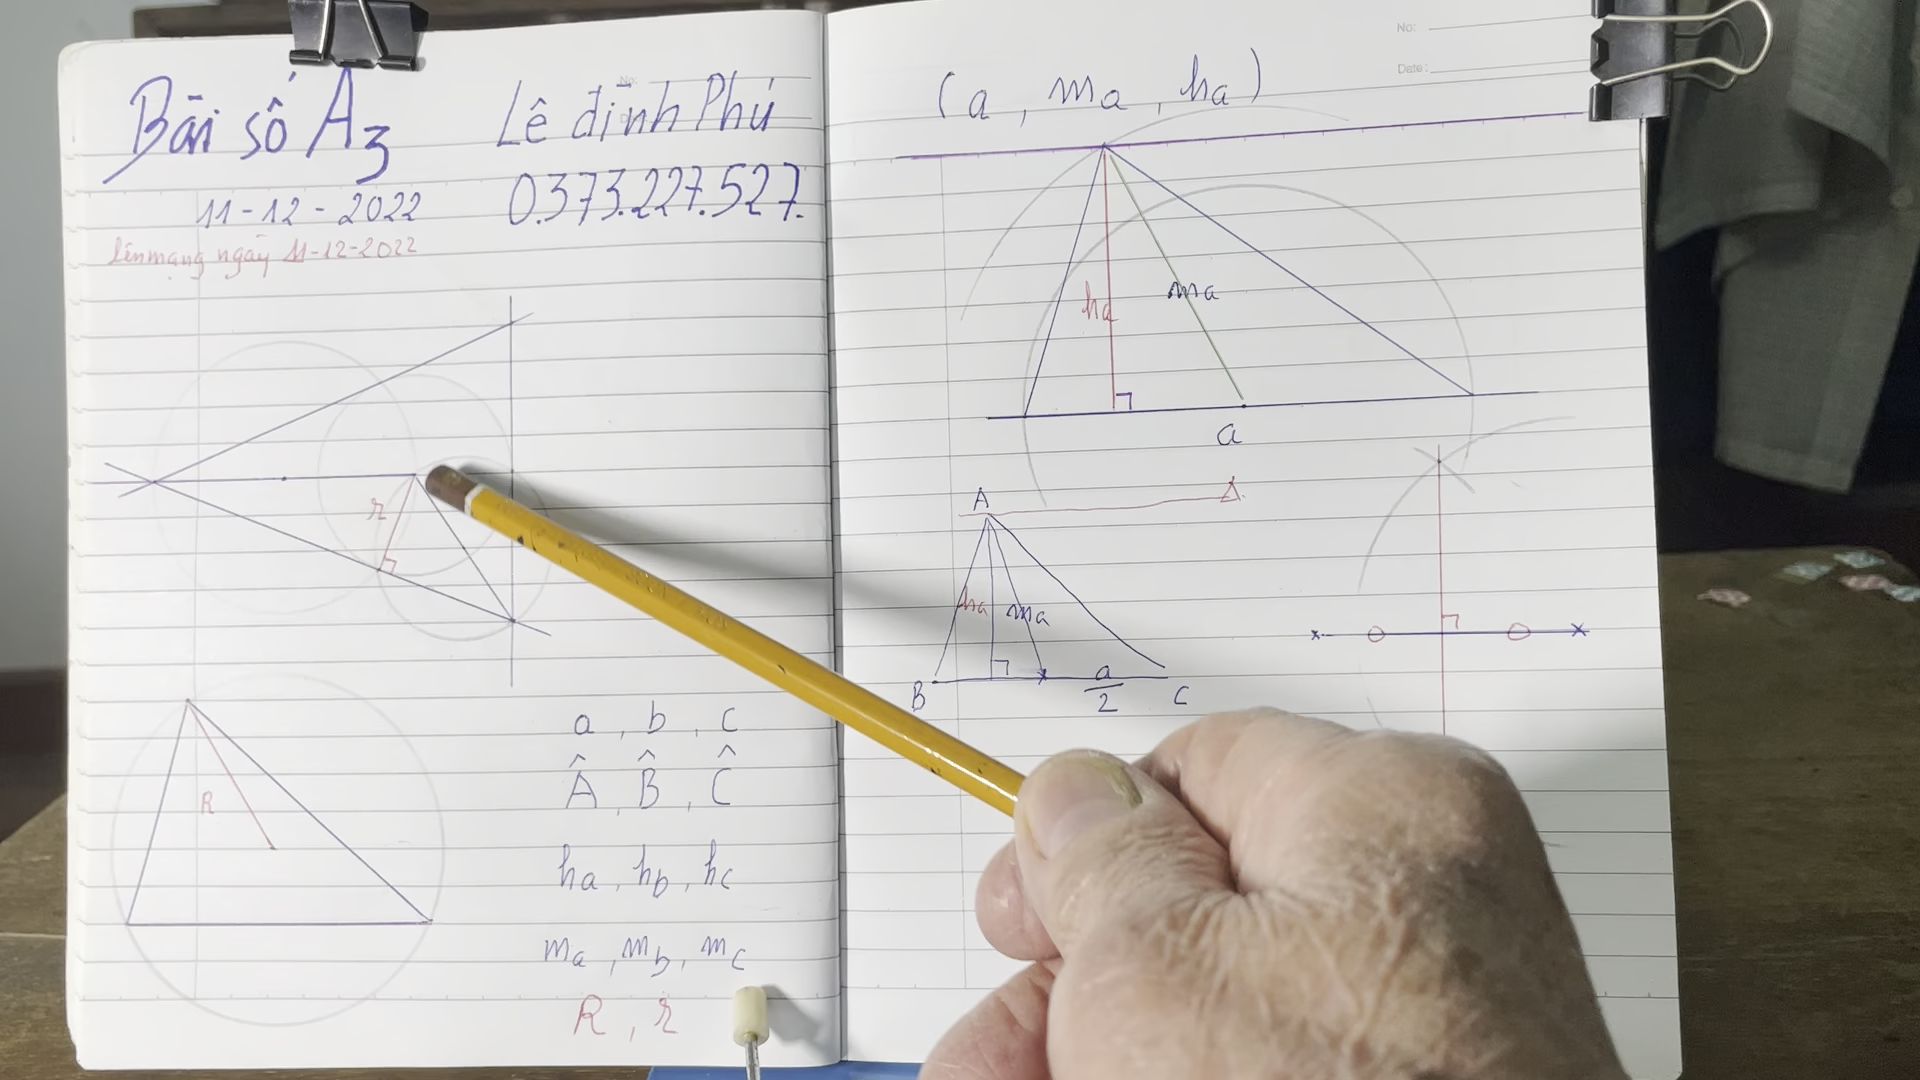 Bài số A3
Lê đình Phú
11-12-2022
0.373.227.527.
lên mạng ngày 11-12-2022
r
R
a, b, c
Â, B̂, Ĉ
ha, hb, hc
ma, mb, mc
R, r
No:
Date:
(a, ma, ha)
ha
ma
a
A
Δ
ha
ma
B
a/2
C